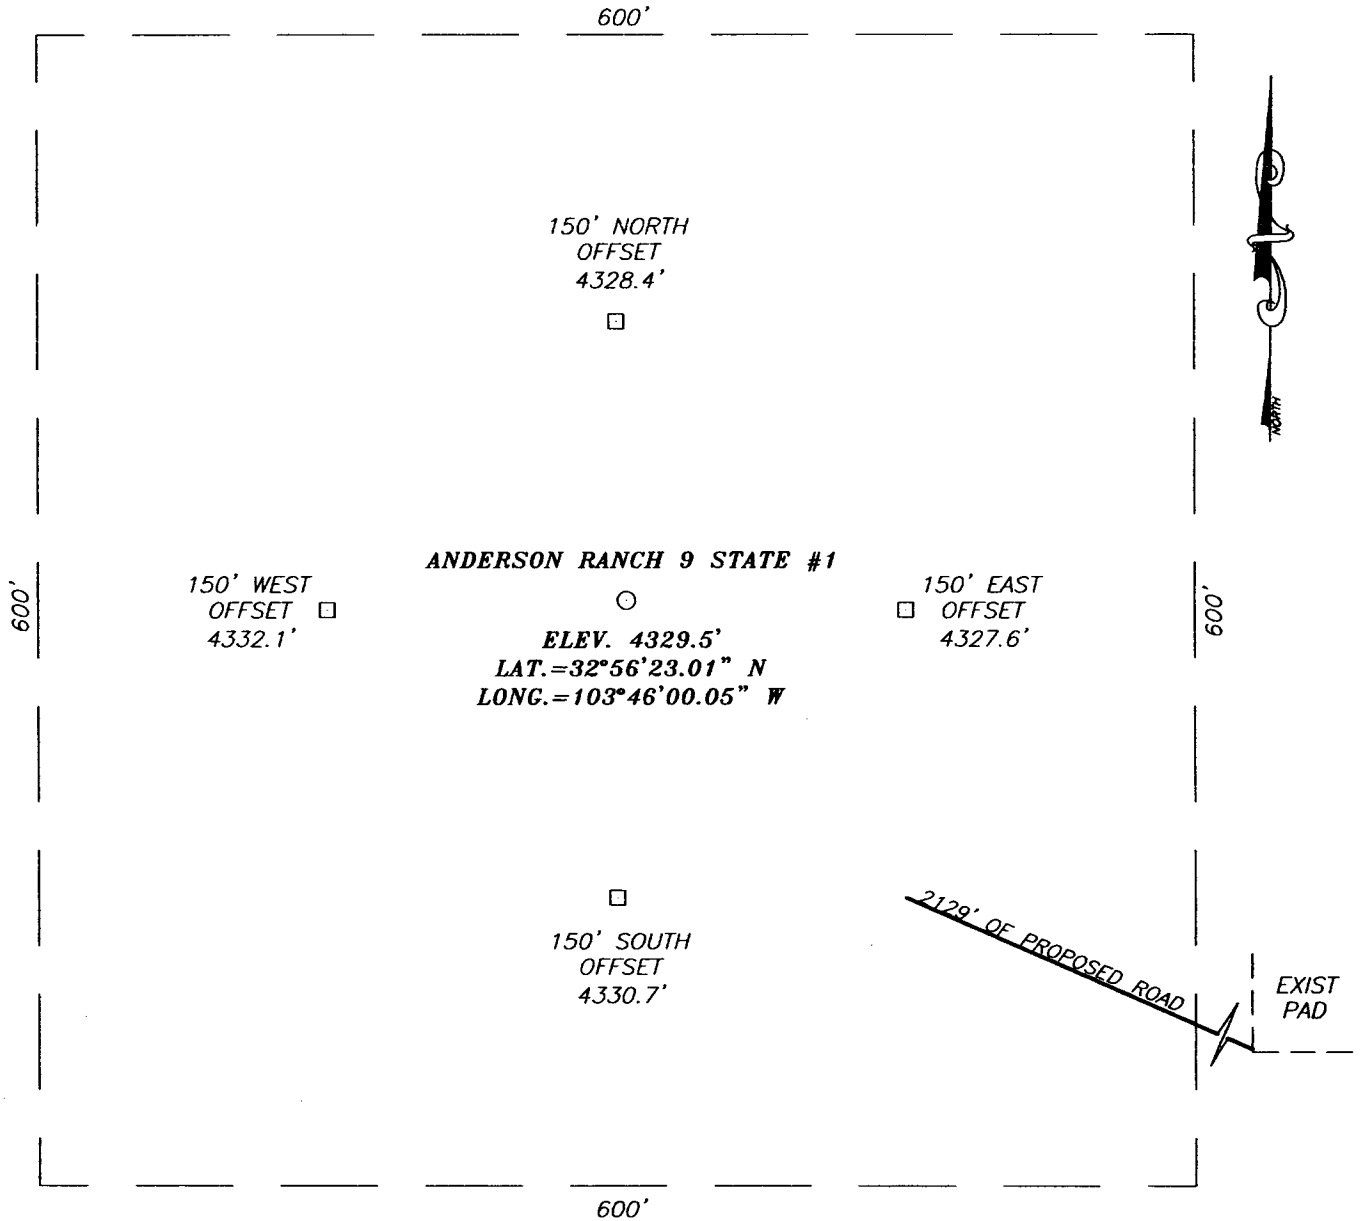 600'
150' NORTH
OFFSET
4328.4'
NORTH
ANDERSON RANCH 9 STATE #1
150' WEST
OFFSET
4332.1'
600'
ELEV. 4329.5'
LAT.=32°56'23.01" N
LONG.=103°46'00.05" W
150' EAST
OFFSET
4327.6'
600'
150' SOUTH
OFFSET
4330.7'
2129' OF PROPOSED ROAD
EXIST
PAD
600'